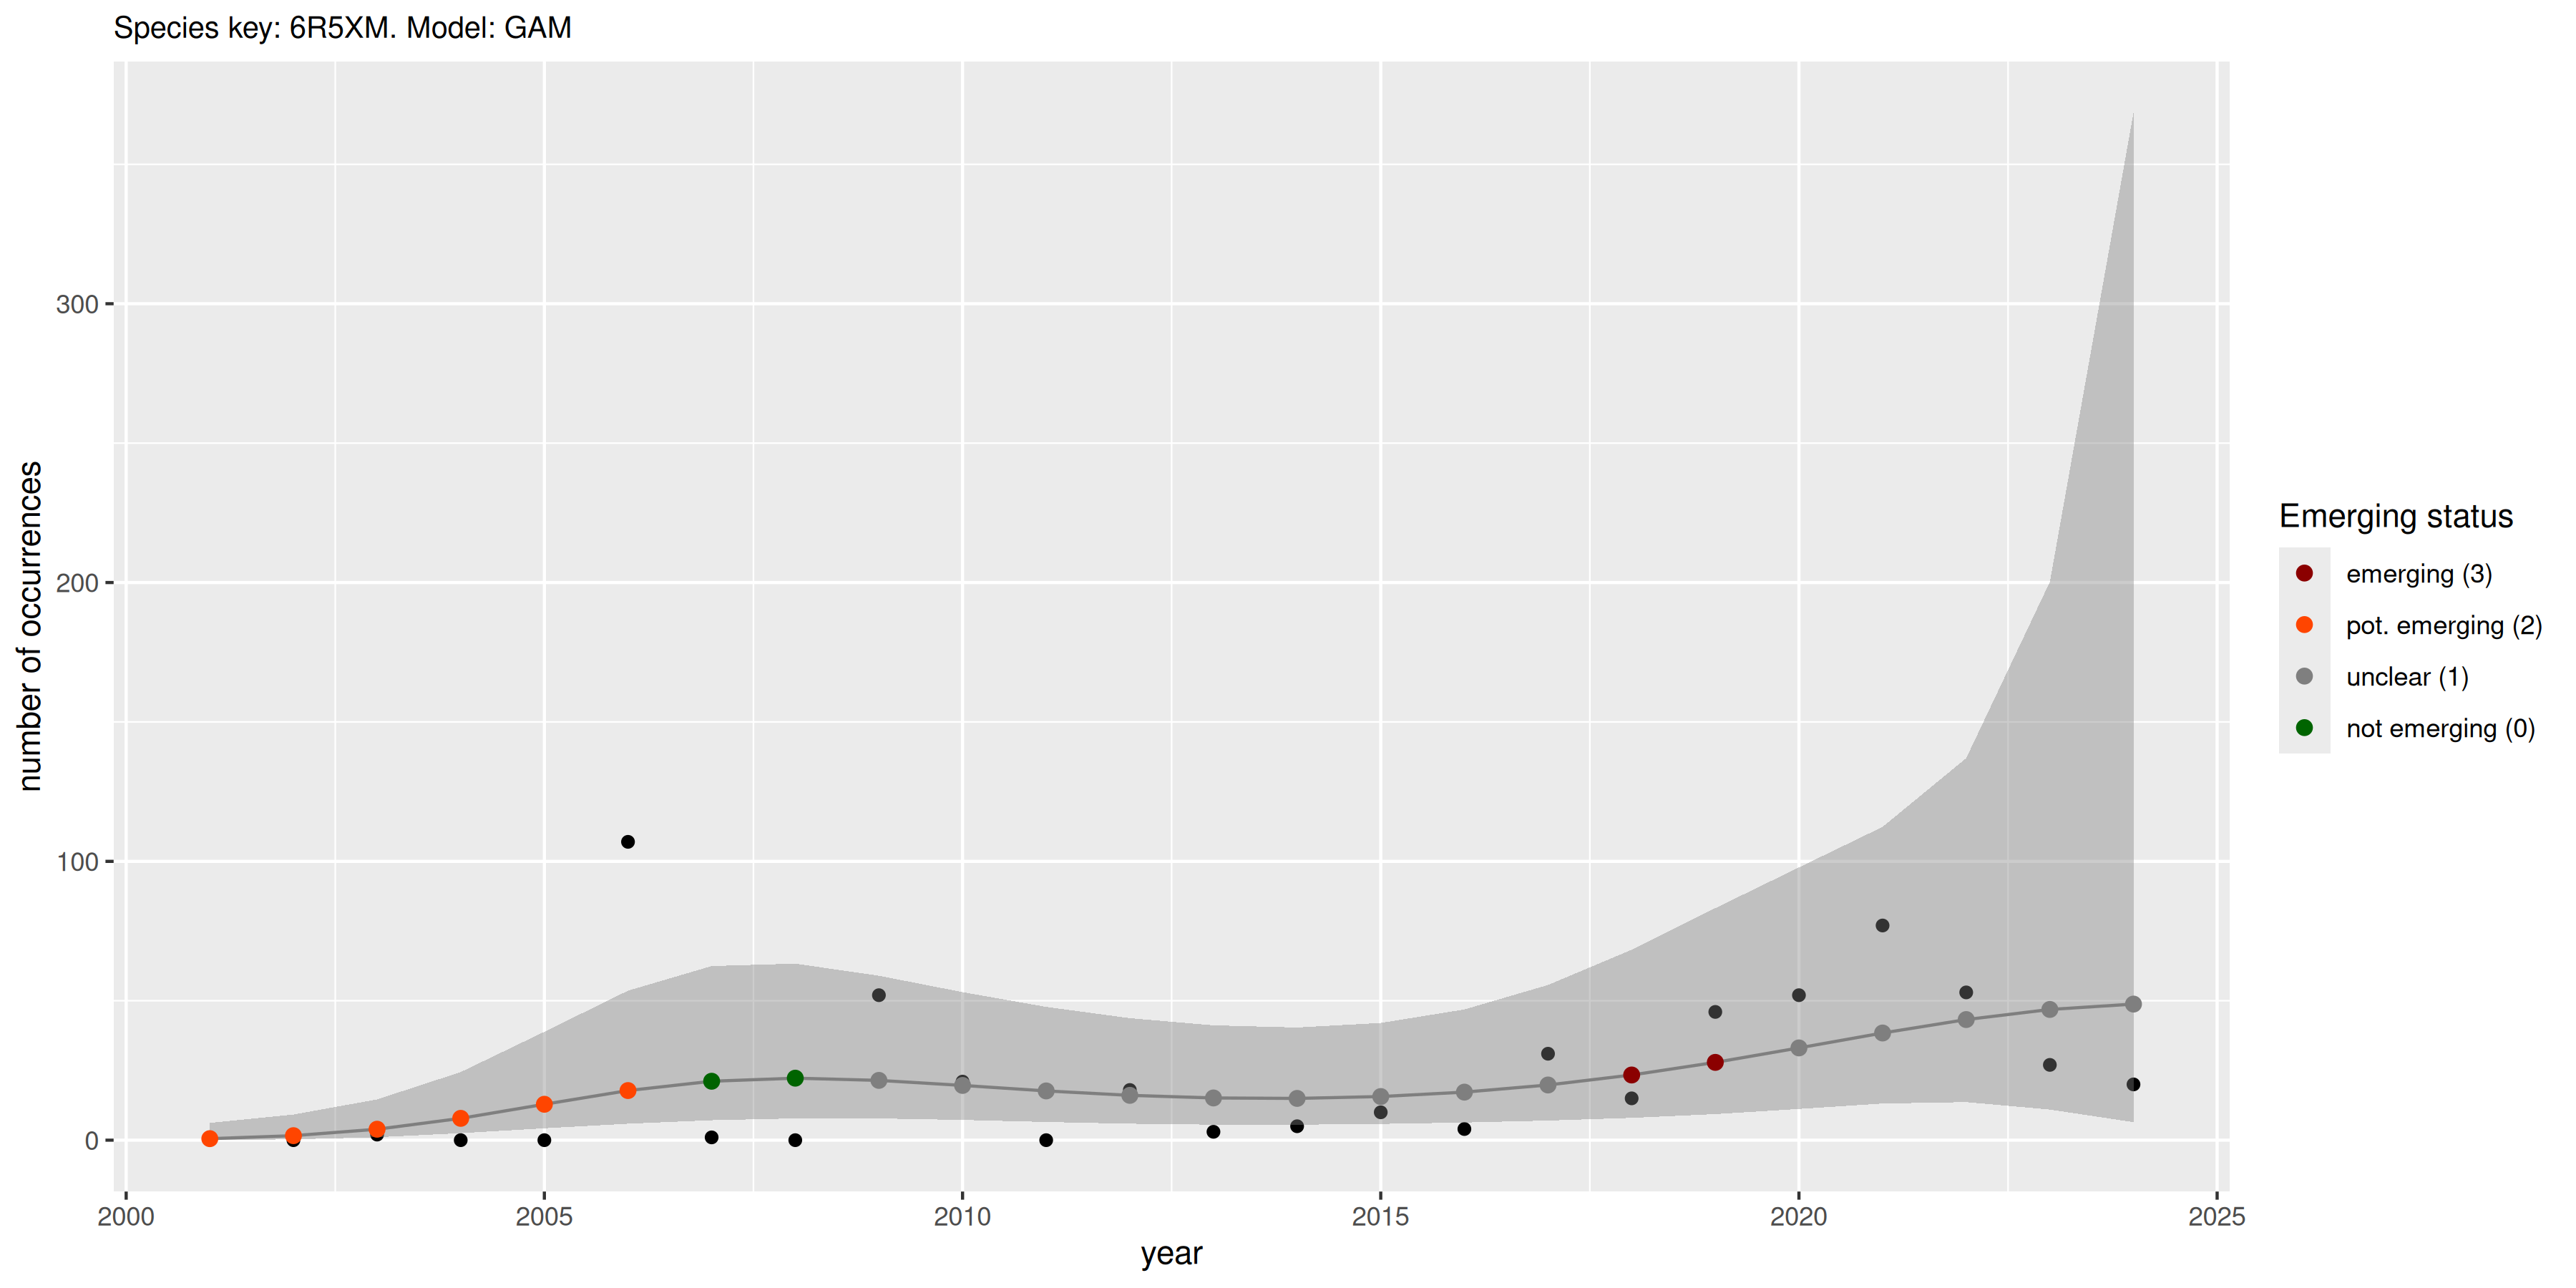 Species key: 6R5XM. Model: GAM
number of occurrences
300
200
100
0
2000
2005
2010
2015
2020
2025
year
Emerging status
emerging (3)
pot. emerging (2)
unclear (1)
not emerging (0)